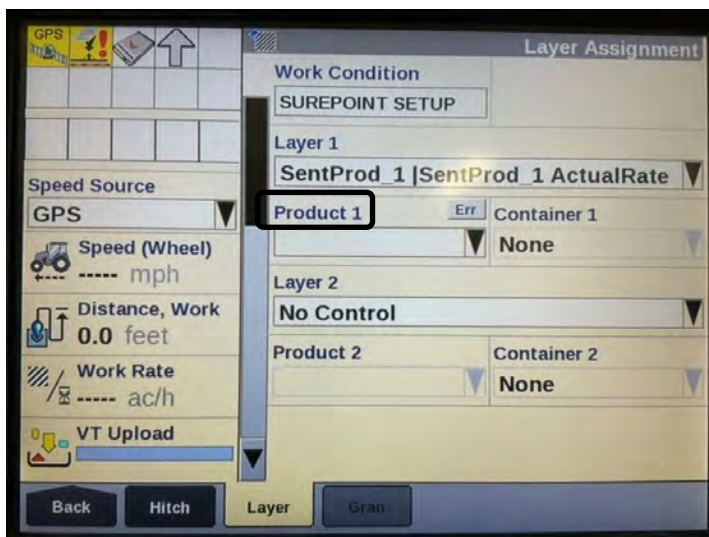 GPS
Layer Assignment
Work Condition
SUREPOINT SETUP
Layer 1
SentProd_1 |SentProd_1 ActualRate
Speed Source
GPS
Product 1
Err
Container 1
None
Speed (Wheel)
----- mph
Layer 2
No Control
Distance, Work
0.0 feet
Product 2
Container 2
None
Work Rate
----- ac/h
VT Upload
Back
Hitch
Layer
Gran